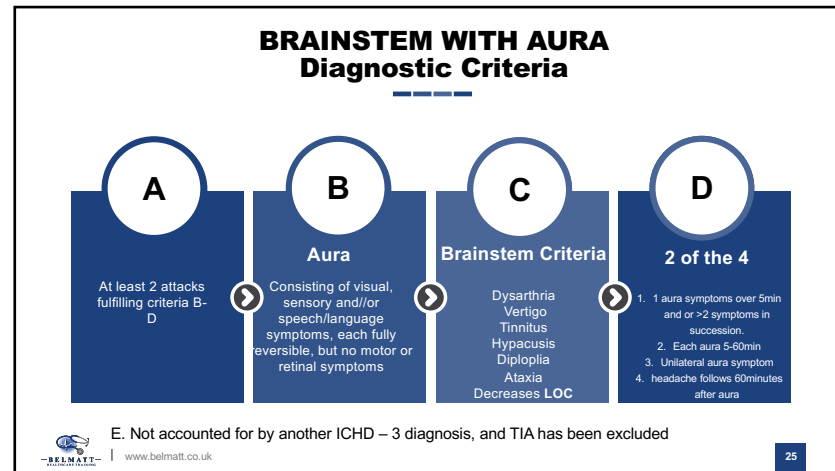 BRAINSTEM WITH AURA
Diagnostic Criteria
A
At least 2 attacks
fulfilling criteria B-
D
B
Aura
Consisting of visual,
sensory and//or
speech/language
symptoms, each fully
reversible, but no motor or
retinal symptoms
C
Brainstem Criteria
Dysarthria
Vertigo
Tinnitus
Hypacusis
Diploplia
Ataxia
Decreases LOC
D
2 of the 4
1. 1 aura symptoms over 5min
and or >2 symptoms in
succession.
2. Each aura 5-60min
3. Unilateral aura symptom
4. headache follows 60minutes
after aura
E. Not accounted for by another ICHD – 3 diagnosis, and TIA has been excluded
BELMATT
HEALTHCARE TRAINING
www.belmatt.co.uk
25